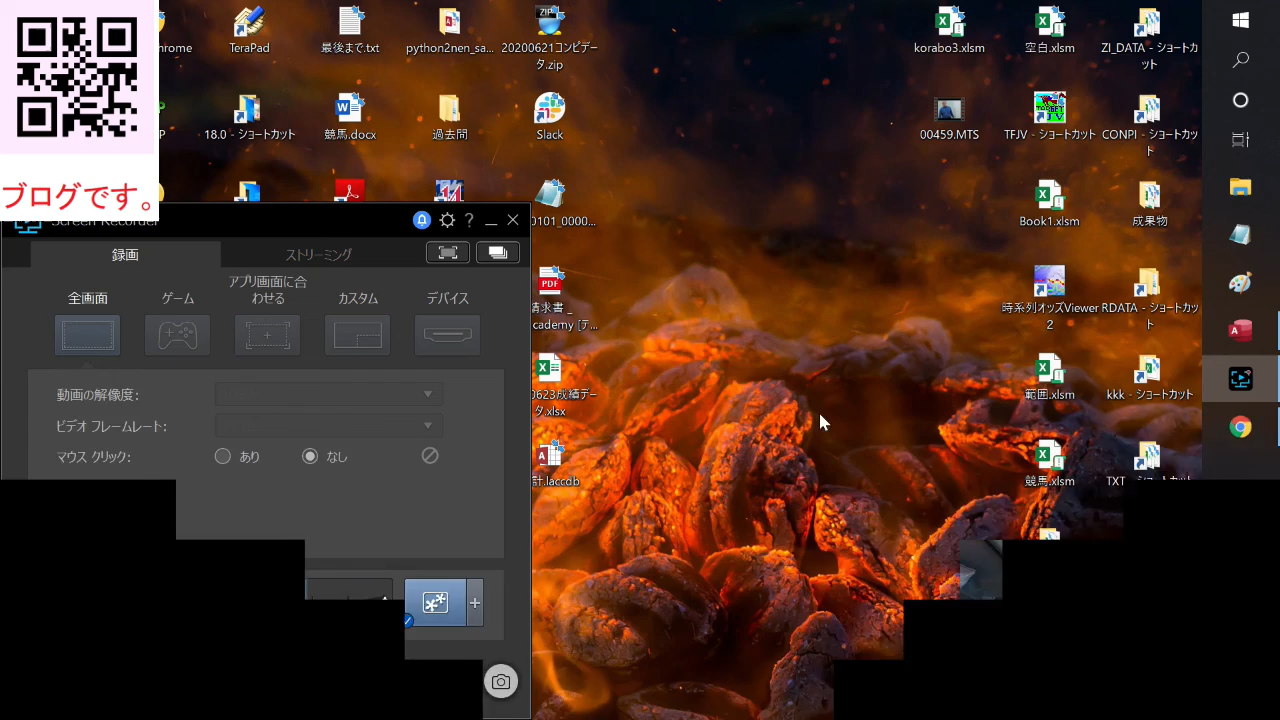 TeraPad
最後まで.txt
python2nen_sa...
20200621コンピデー
タ.zip
korabo3.xlsm
空白.xlsm
ZI_DATA - ショートカ
ット
18.0 - ショートカット
競馬.docx
過去問
Slack
00459.MTS
TFJV - ショートカット
CONPI - ショートカッ
ト
ブログです。
Book1.xlsm
成果物
Screen Recorder
録画
ストリーミング
全画面
ゲーム
アプリ画面に合
わせる
カスタム
デバイス
cademy [テ...
時系列オッズViewer
2
RDATA - ショートカッ
ト
動画の解像度:
ビデオ フレームレート:
マウス クリック:
あり
なし
タ.xlsx
範囲.xlsm
kkk - ショートカット
計.laccdb
競馬.xlsm